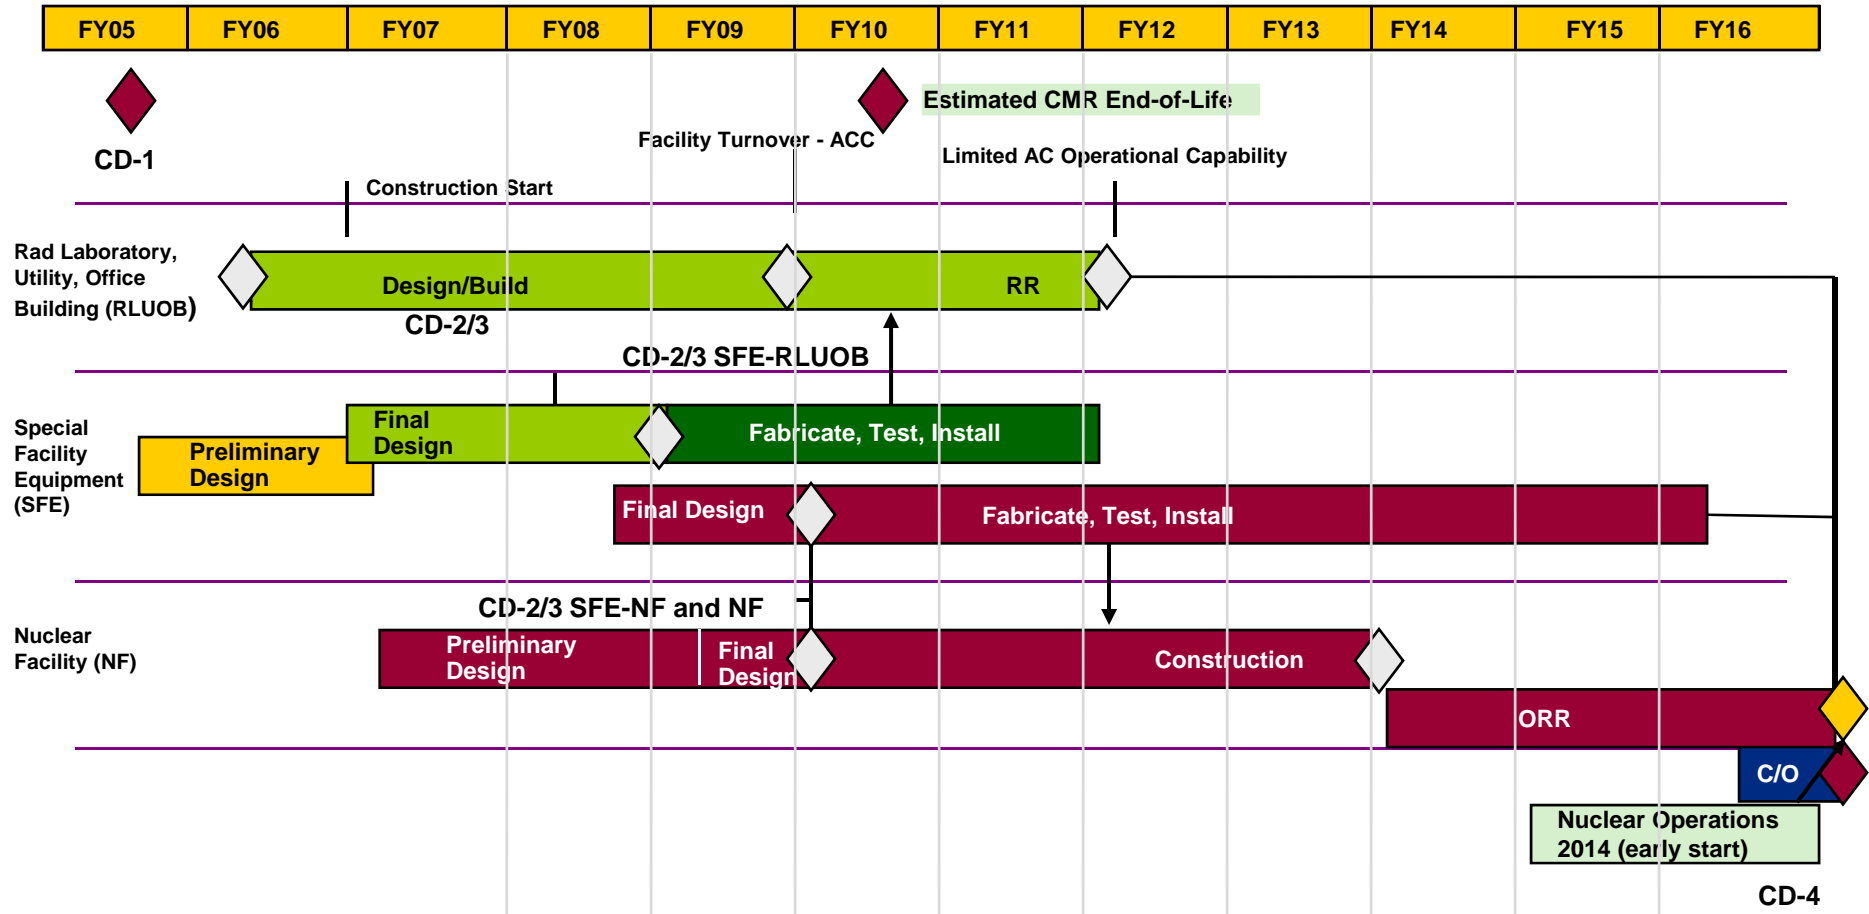 FY05 FY06 FY07 FY08 FY09 FY10 FY11 FY12 FY13 FY14 FY15 FY16
Estimated CMR End-of-Life
Facility Turnover - ACC
CD-1
Limited AC Operational Capability
Construction Start
Rad Laboratory,
Utility, Office
Building (RLUOB)
Design/Build
RR
CD-2/3
CD-2/3 SFE-RLUOB
Special
Facility
Equipment
(SFE)
Preliminary
Design
Final
Design
Fabricate, Test, Install
Final Design
Fabricate, Test, Install
CD-2/3 SFE-NF and NF
Nuclear
Facility (NF)
Preliminary
Design
Final
Design
Construction
ORR
C/O
Nuclear Operations
2014 (early start)
CD-4